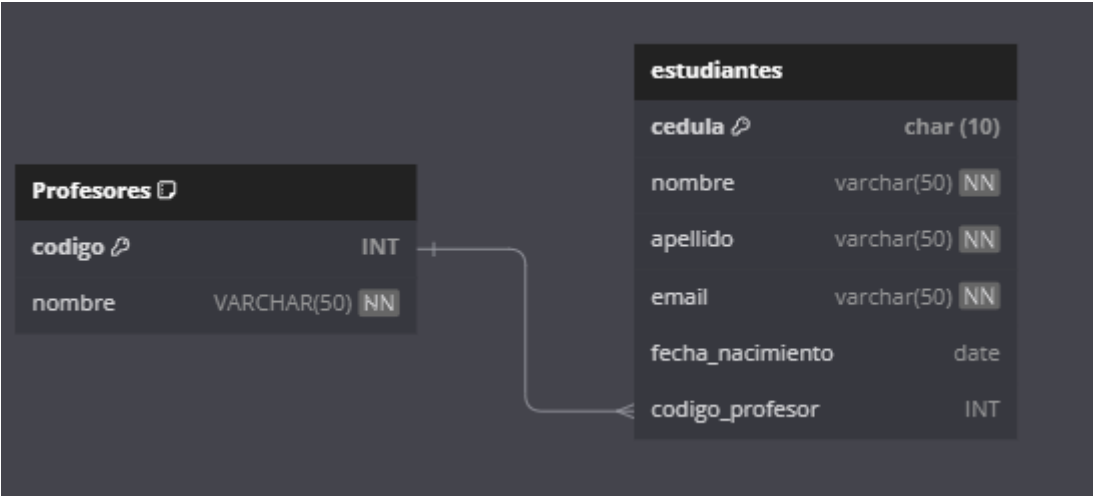 Profesores
codigo INT
nombre VARCHAR(50) NN
estudiantes
cedula char (10)
nombre varchar(50) NN
apellido varchar(50) NN
email varchar(50) NN
fecha_nacimiento date
codigo_profesor INT